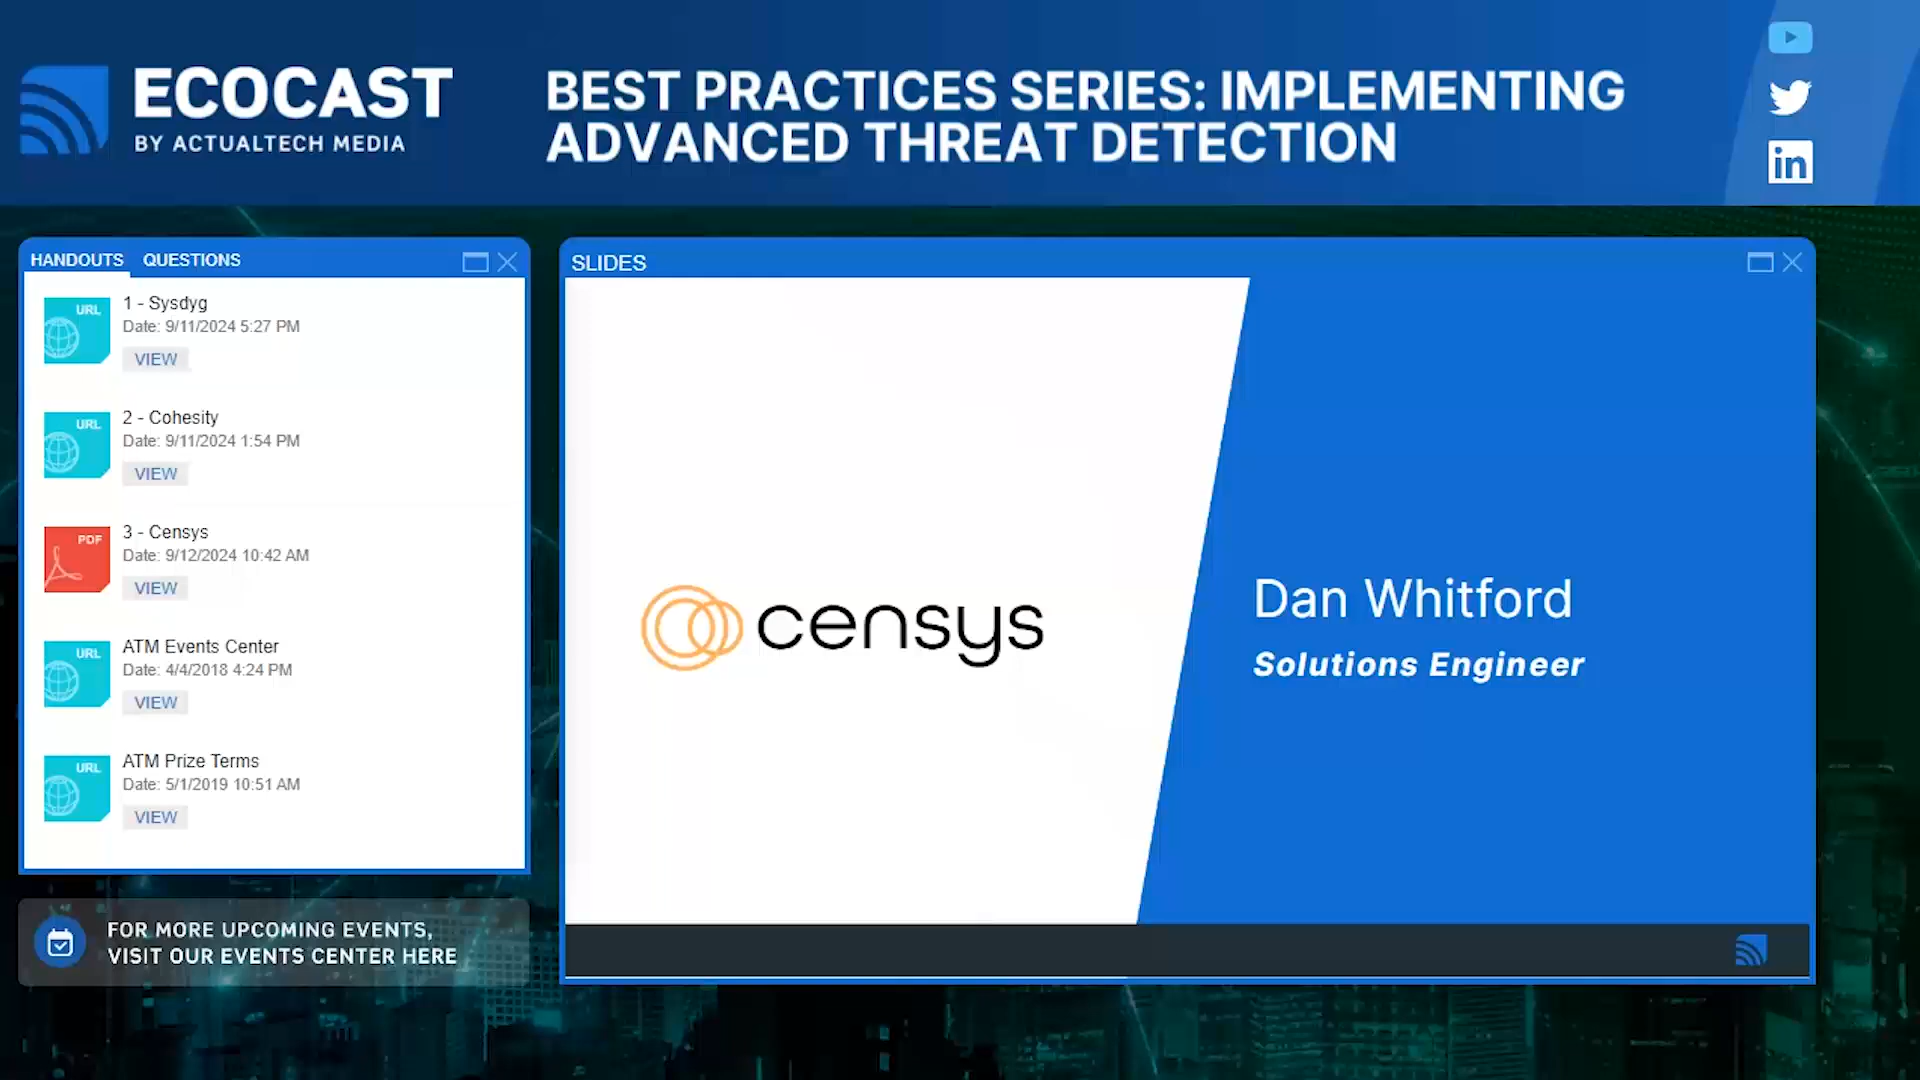 ECOCAST
BY ACTUALTECH MEDIA
BEST PRACTICES SERIES: IMPLEMENTING
ADVANCED THREAT DETECTION
in
HANDOUTS QUESTIONS
URL
1 - Sysdyg
Date: 9/11/2024 5:27 PM
VIEW
URL
2 - Cohesity
Date: 9/11/2024 1:54 PM
VIEW
PDF
3 - Censys
Date: 9/12/2024 10:42 AM
VIEW
URL
ATM Events Center
Date: 4/4/2018 4:24 PM
VIEW
URL
ATM Prize Terms
Date: 5/1/2019 10:51 AM
VIEW
FOR MORE UPCOMING EVENTS,
VISIT OUR EVENTS CENTER HERE
SLIDES
censys
Dan Whitford
Solutions Engineer